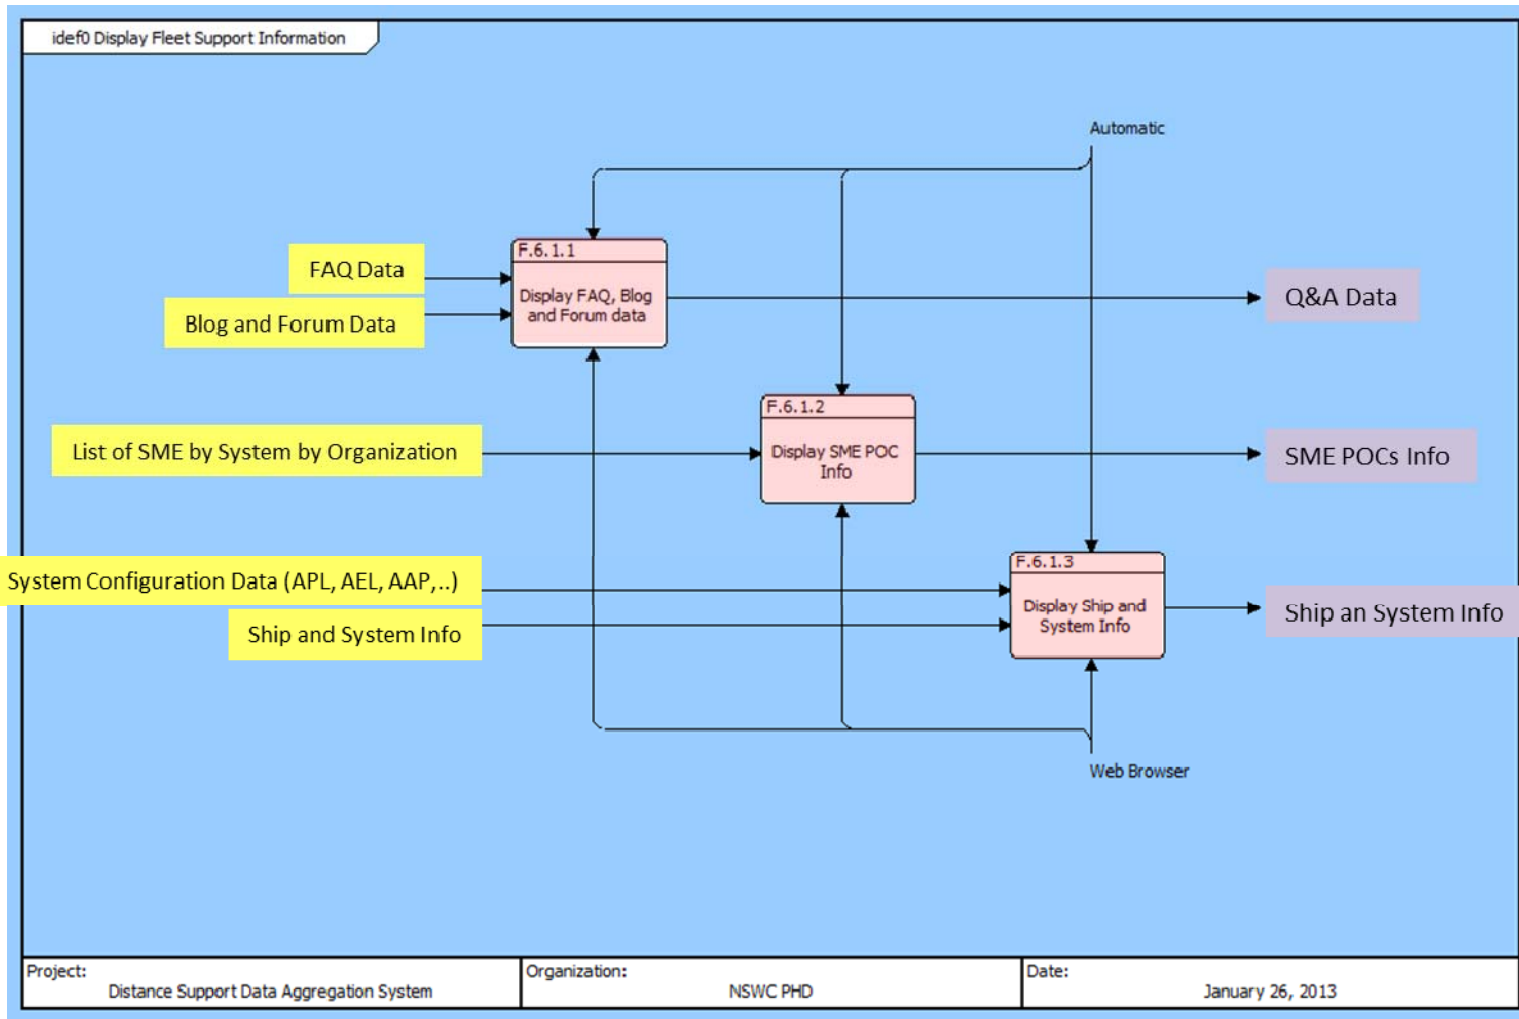 idef0 Display Fleet Support Information
Automatic
F.6.1.1
Display FAQ, Blog
and Forum data
FAQ Data
Blog and Forum Data
Q&A Data
F.6.1.2
Display SME POC
Info
List of SME by System by Organization
SME POCs Info
F.6.1.3
Display Ship and
System Info
System Configuration Data (APL, AEL, AAP,..)
Ship and System Info
Ship an System Info
Web Browser
Project:
Distance Support Data Aggregation System
Organization:
NSWC PHD
Date:
January 26, 2013